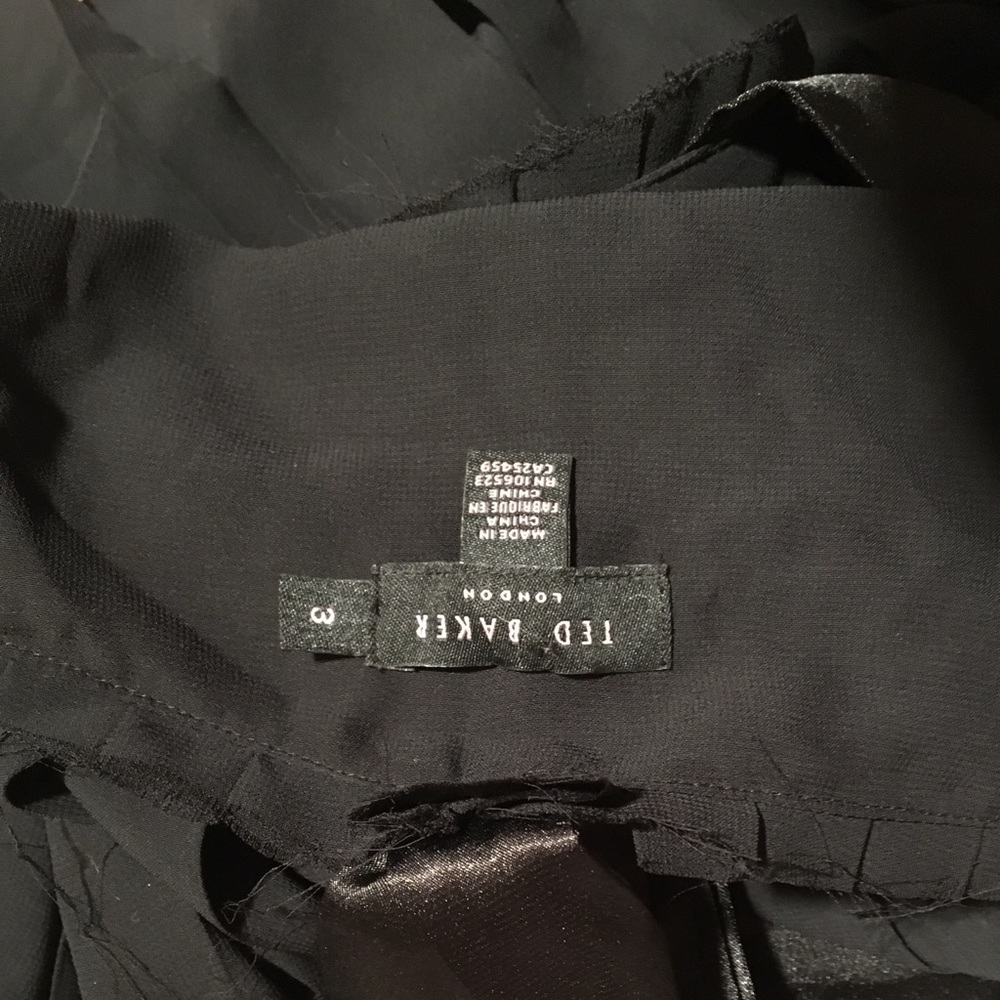 TED BAKER
LONDON
3
MADE IN
CHINA
FABRIQUE EN
CHINE
RN106523
CA25459